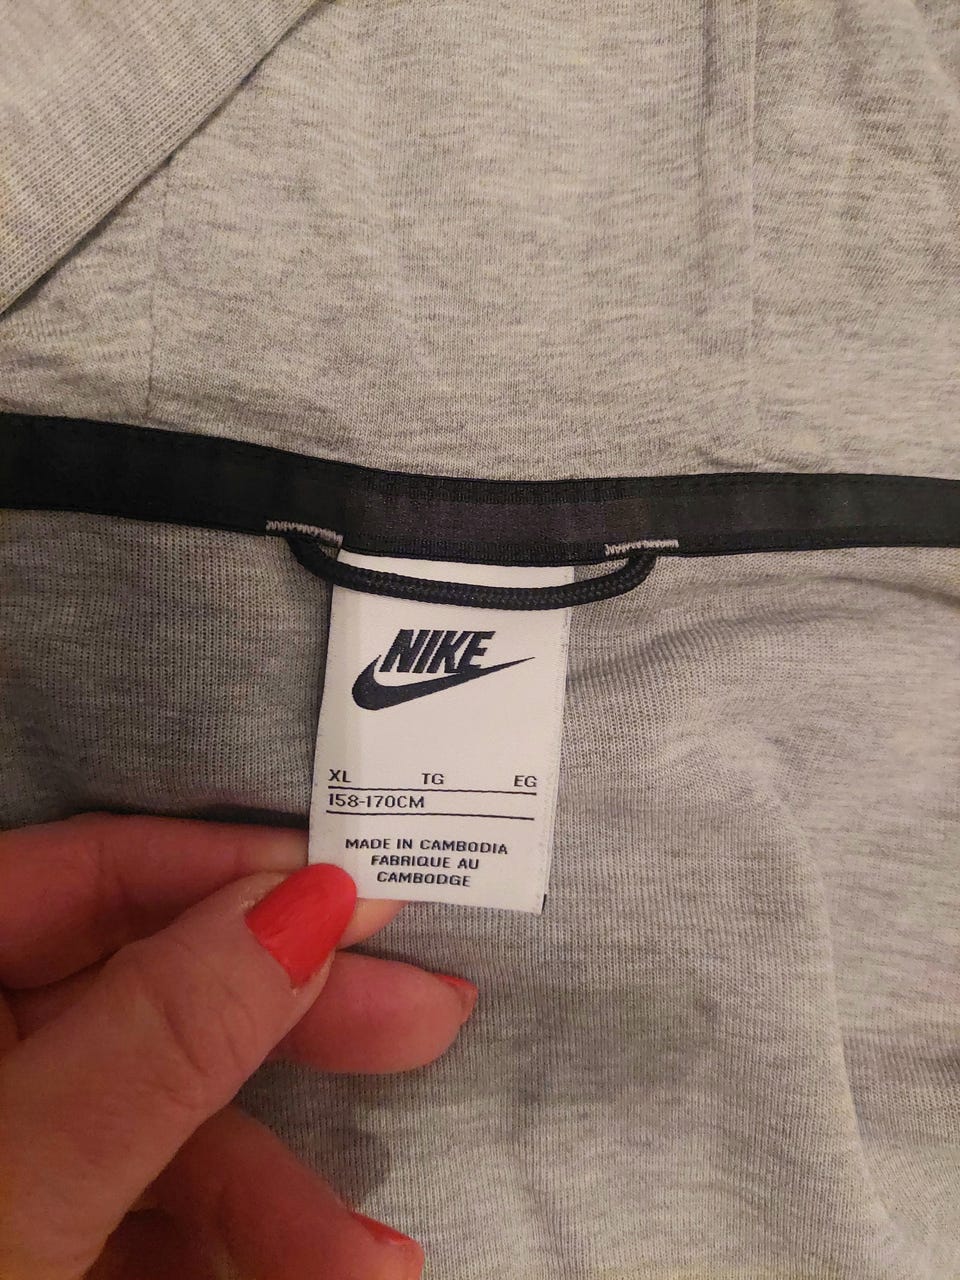 NIKE
XL TG EG
158-170CM
MADE IN CAMBODIA
FABRIQUE AU
CAMBODGE